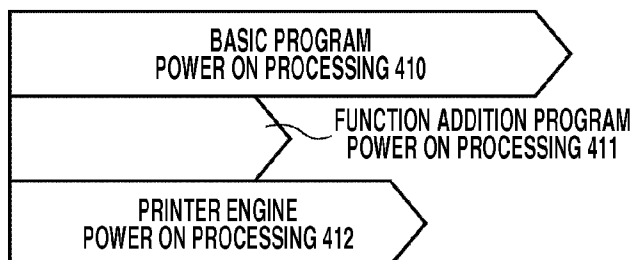 BASIC PROGRAM
POWER ON PROCESSING 410
FUNCTION ADDITION PROGRAM
POWER ON PROCESSING 411
PRINTER ENGINE
POWER ON PROCESSING 412